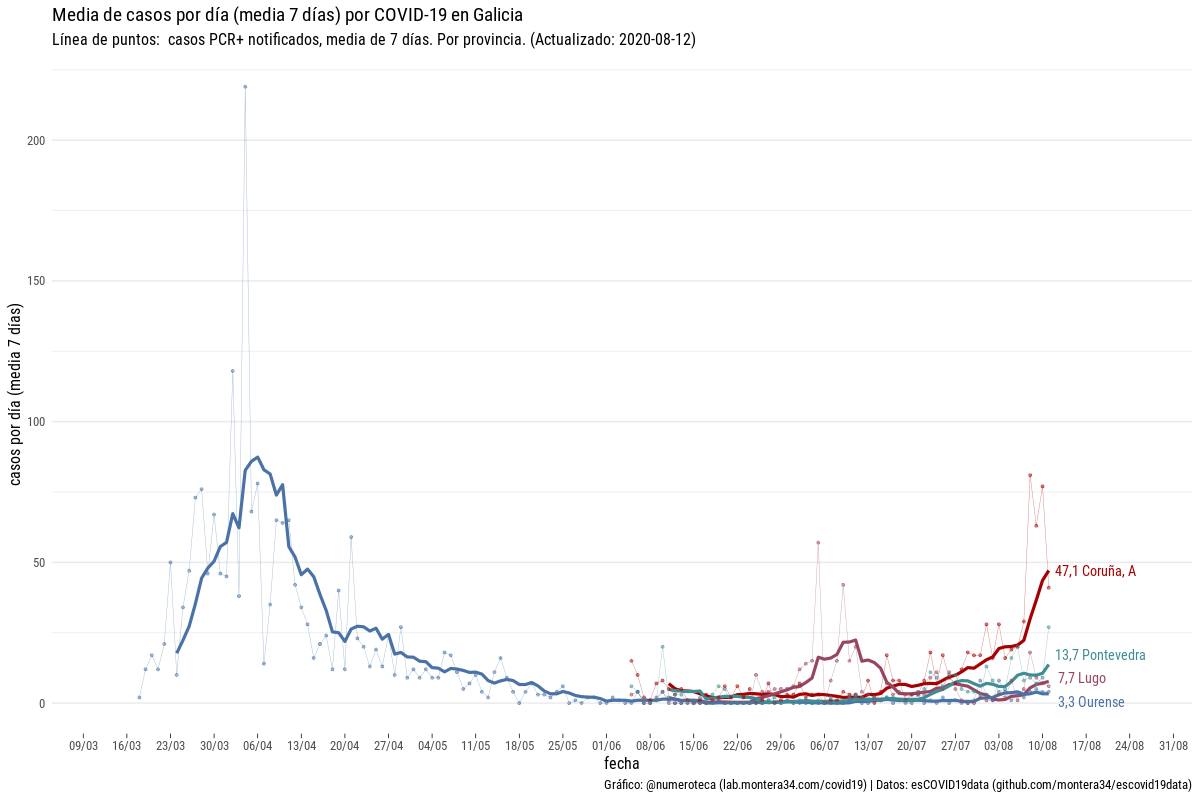 Media de casos por día (media 7 días) por COVID-19 en Galicia
Línea de puntos:  casos PCR+ notificados, media de 7 días. Por provincia. (Actualizado: 2020-08-12)
casos por día (media 7 días)
200
150
100
50
0
47,1 Coruña, A
13,7 Pontevedra
7,7 Lugo
3,3 Ourense
09/03 16/03 23/03 30/03 06/04 13/04 20/04 27/04 04/05 11/05 18/05 25/05 01/06 08/06 15/06 22/06 29/06 06/07 13/07 20/07 27/07 03/08 10/08 17/08 24/08 31/08
fecha
Gráfico: @numeroteca (lab.montera34.com/covid19) | Datos: esCOVID19data (github.com/montera34/escovid19data)